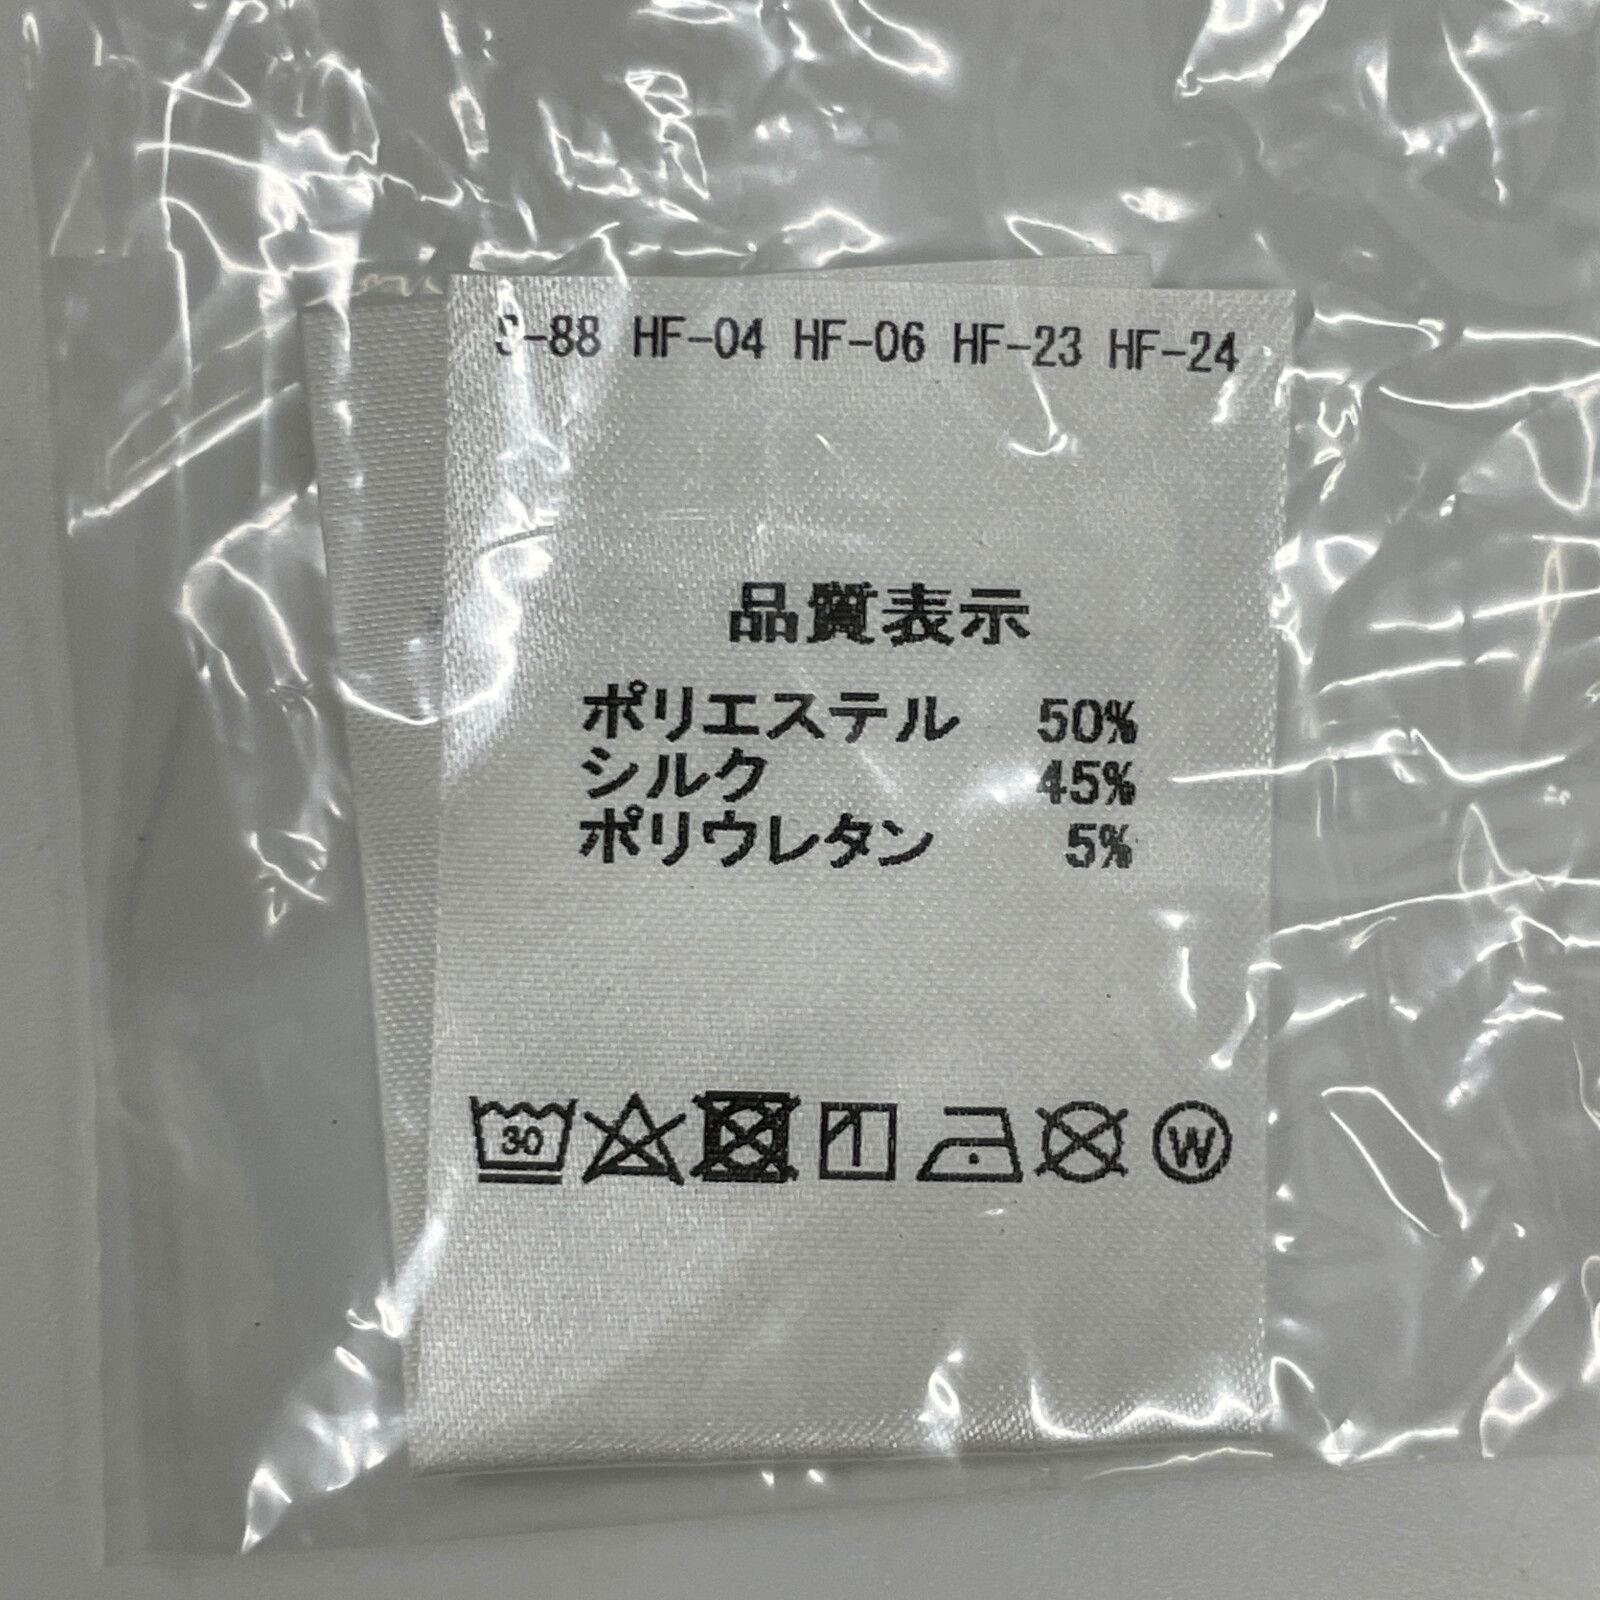 HF-04 HF-06 HF-23 HF-24
品質表示
ポリエステル 50%
シルク 45%
ポリウレタン 5%
30 W